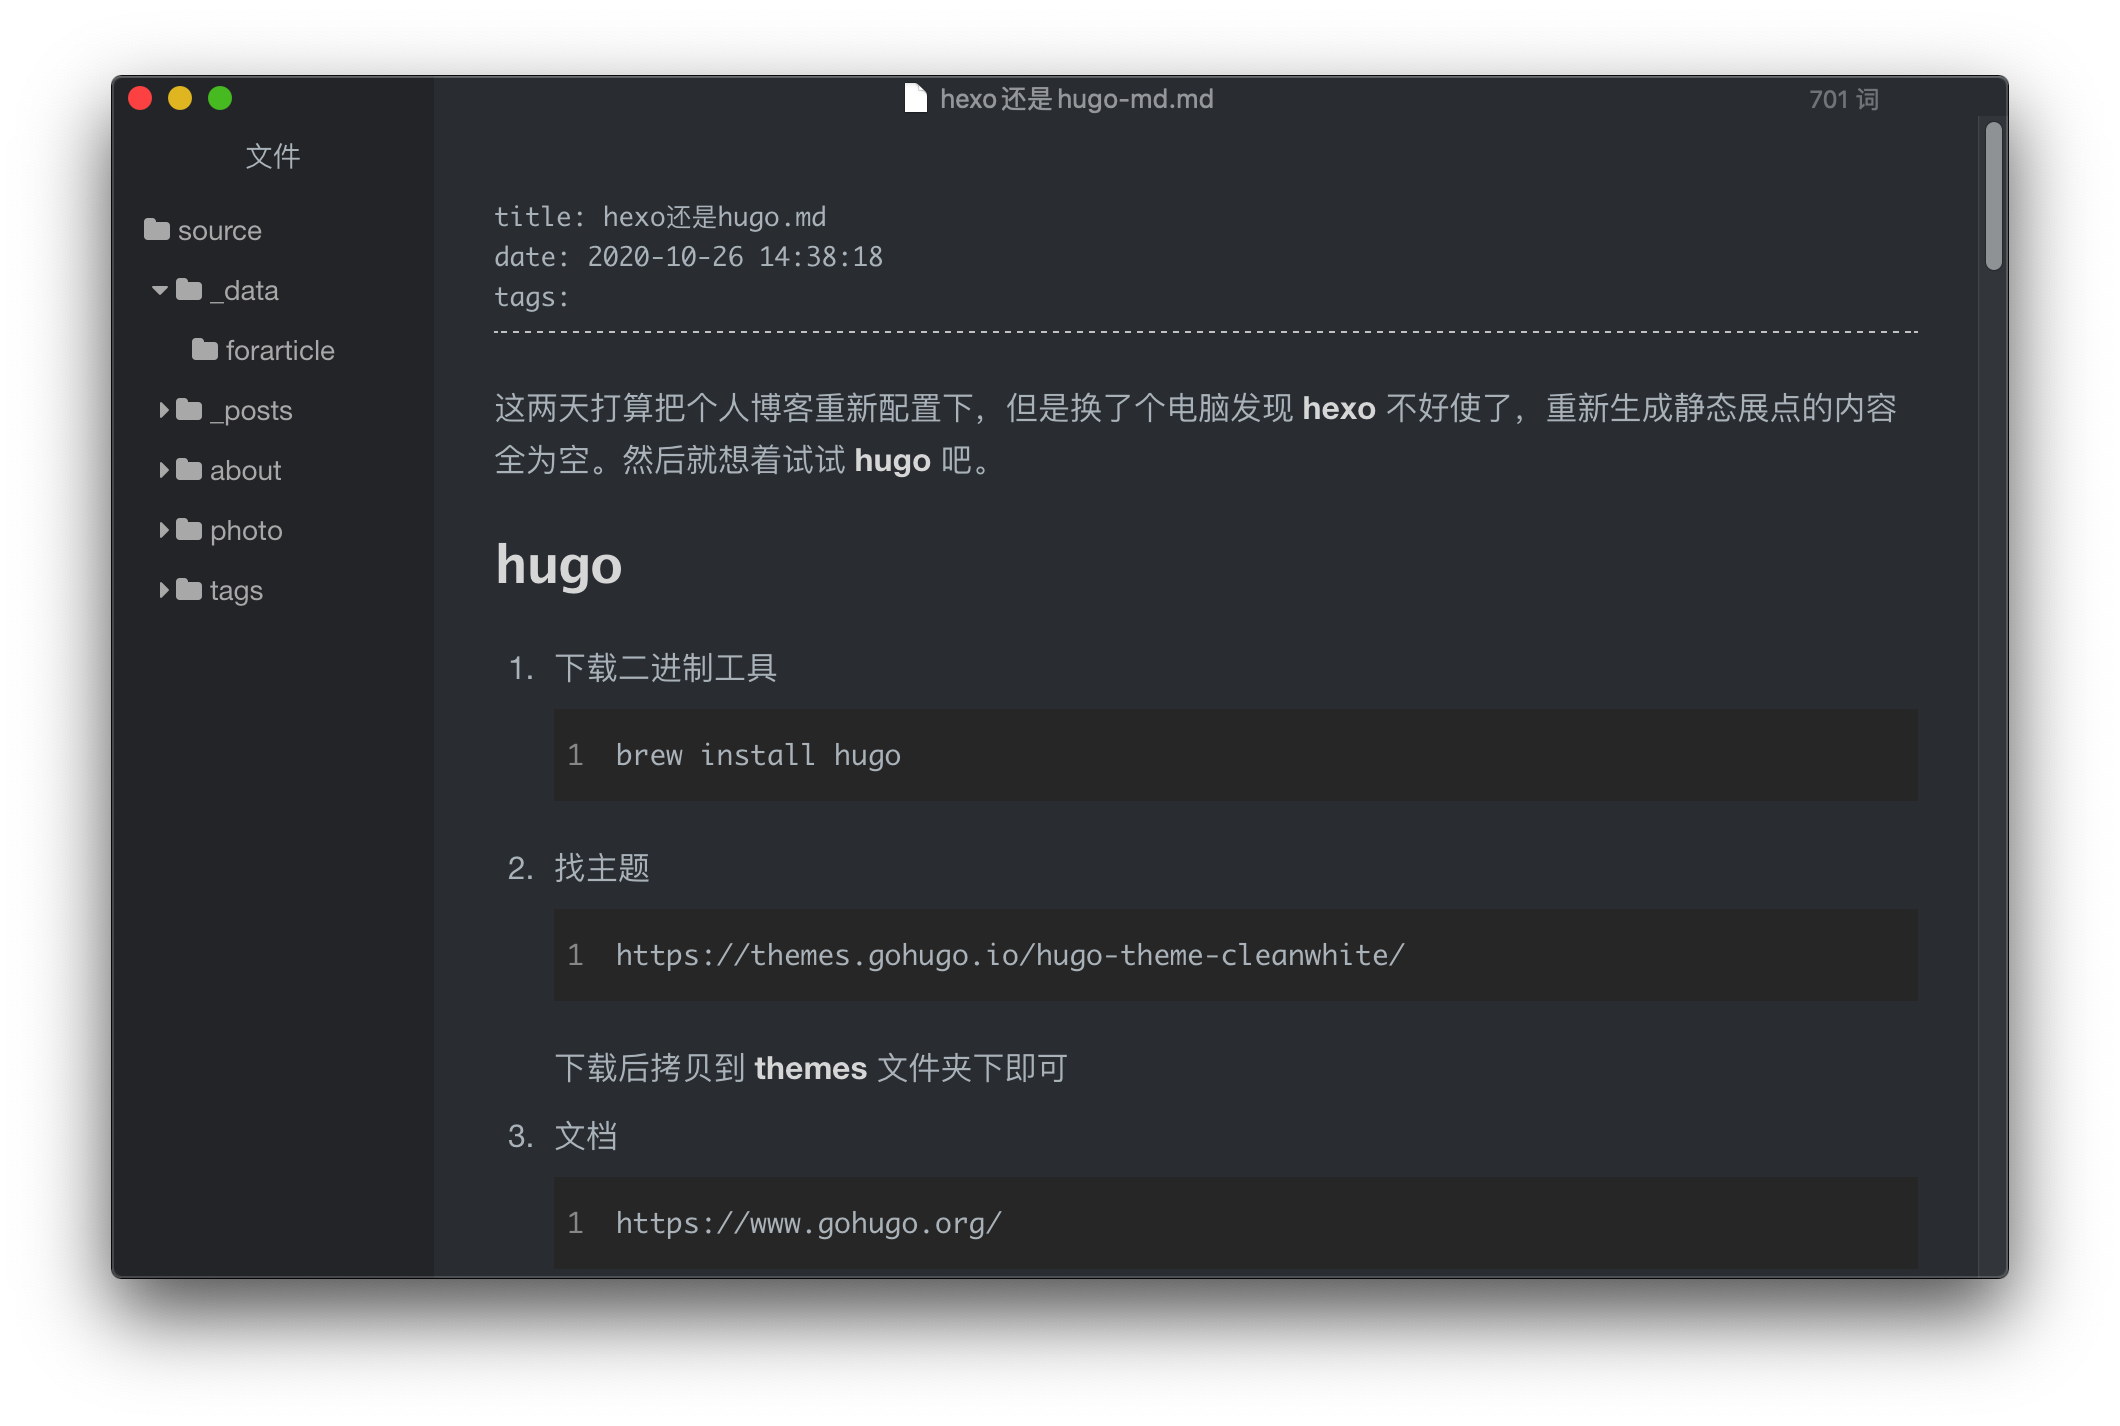 hexo还是hugo-md.md
701 词
文件
source
_data
forarticle
_posts
about
photo
tags
title: hexo还是hugo.md
date: 2020-10-26 14:38:18
tags:
这两天打算把个人博客重新配置下，但是换了个电脑发现 hexo 不好使了，重新生成静态展点的内容
全为空。然后就想着试试 hugo 吧。
hugo
1. 下载二进制工具
1 brew install hugo
2. 找主题
1 https://themes.gohugo.io/hugo-theme-cleanwhite/
下载后拷贝到 themes 文件夹下即可
3. 文档
1 https://www.gohugo.org/